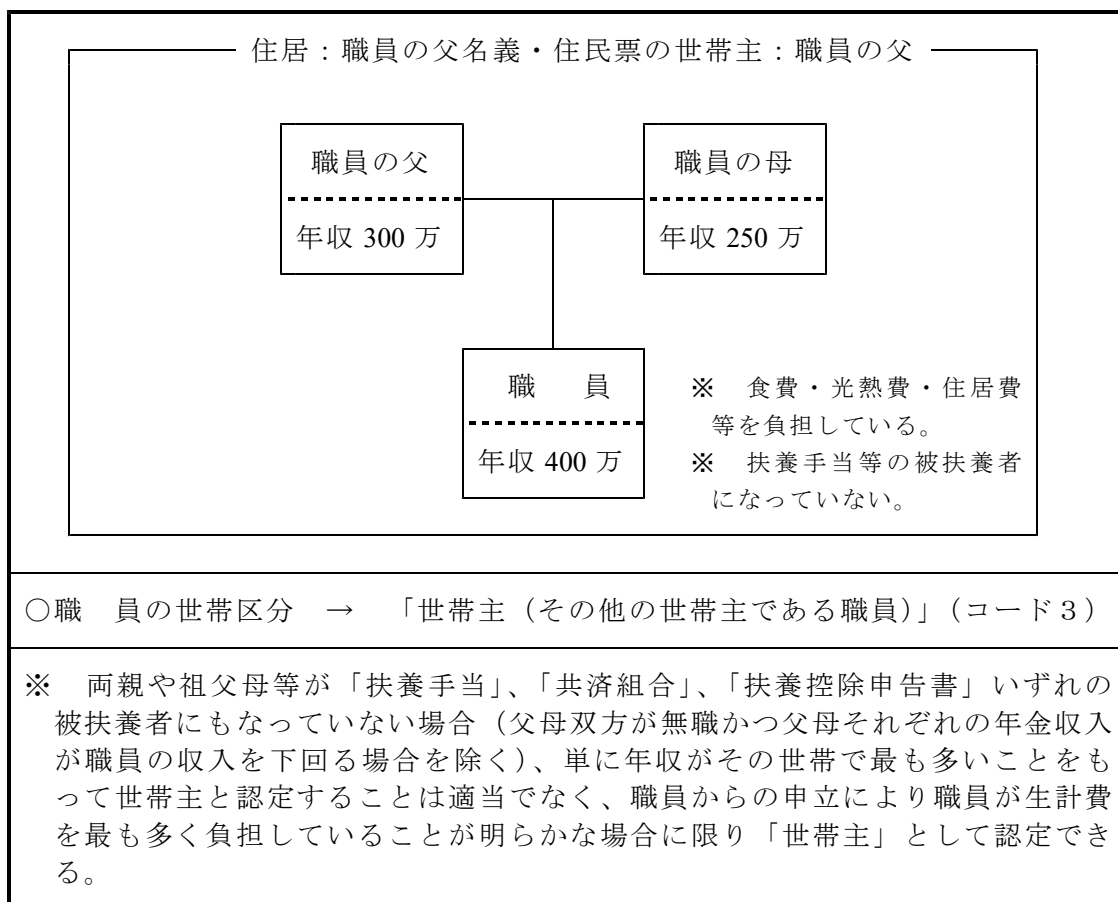 住居：職員の父名義・住民票の世帯主：職員の父
職員の父
年収 300 万
職員の母
年収 250 万
職　員
年収 400 万
※　食費・光熱費・住居費
等を負担している。
※　扶養手当等の被扶養者
になっていない。
○職　員の世帯区分　→　「世帯主（その他の世帯主である職員）」（コード３）
※　両親や祖父母等が「扶養手当」、「共済組合」、「扶養控除申告書」いずれの
被扶養者にもなっていない場合（父母双方が無職かつ父母それぞれの年金収入
が職員の収入を下回る場合を除く）、単に年収がその世帯で最も多いことをも
って世帯主と認定することは適当でなく、職員からの申立により職員が生計費
を最も多く負担していることが明らかな場合に限り「世帯主」として認定でき
る。